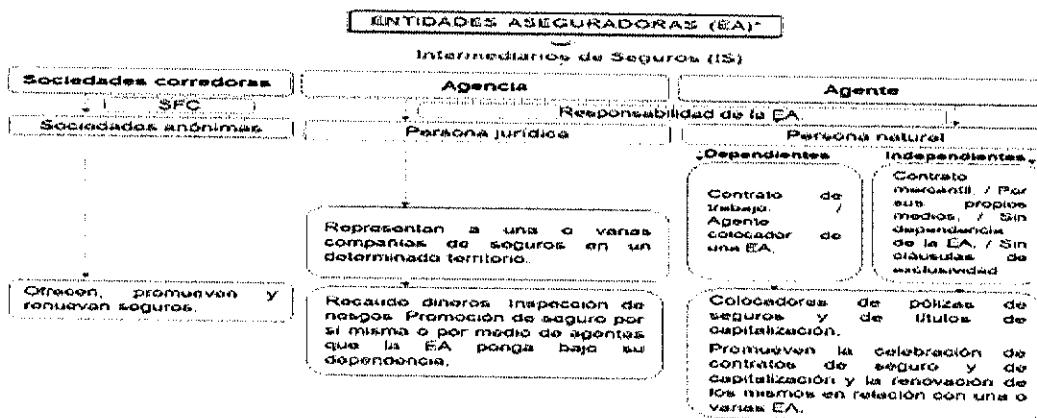 ENTIDADES ASEGURADORAS (EA)*
Intermediarios de Seguros (IS)
Sociedades corredoras
Agencia
Agente
SFC
Responsabilidad de la EA.
Sociedades anónimas
Persona jurídica
Persona natural
Dependientes
Independientes
Contrato de
trabajo. /
Agente
colocador de
una EA.
Contrato
mercantil. / Por
sus propios
medios. / Sin
dependencia
de la EA. / Sin
cláusulas de
exclusividad
Representan a una o varias
compañías de seguros en un
determinado territorio.
Ofrecen, promueven y
renuevan seguros.
Recaudo dineros. Inspección de
riesgos. Promoción de seguro por
sí misma o por medio de agentes
que la EA ponga bajo su
dependencia.
Colocadores de pólizas de
seguros y de títulos de
capitalización.
Promueven la celebración de
contratos de seguro y de
capitalización y la renovación de
los mismos en relación con una o
varias EA.